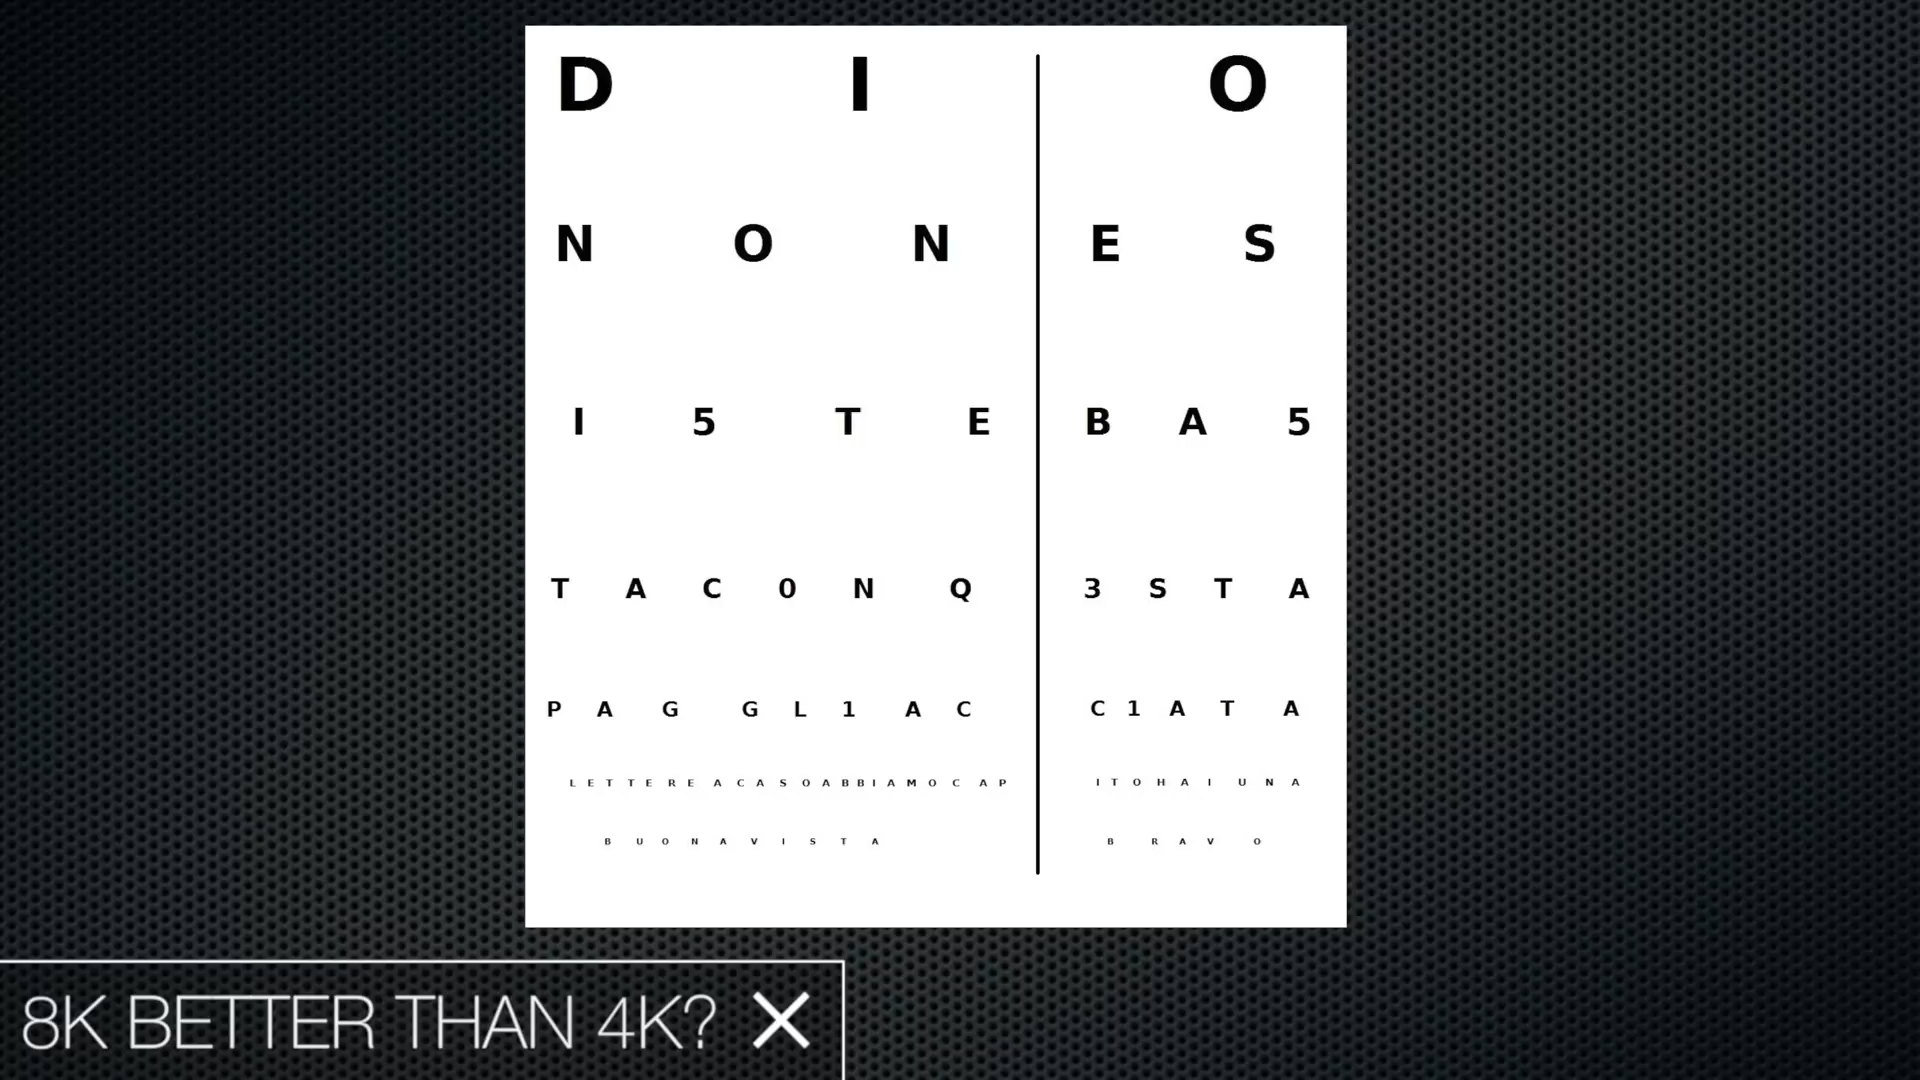 D I O
N O N E S
I 5 T E B A 5
T A C 0 N Q 3 S T A
P A G G L 1 A C C 1 A T A
L E T T E R E A C A S O A B B I A M O C A P I T O H A I U N A
B U O N A V I S T A B R A V O
8K BETTER THAN 4K?